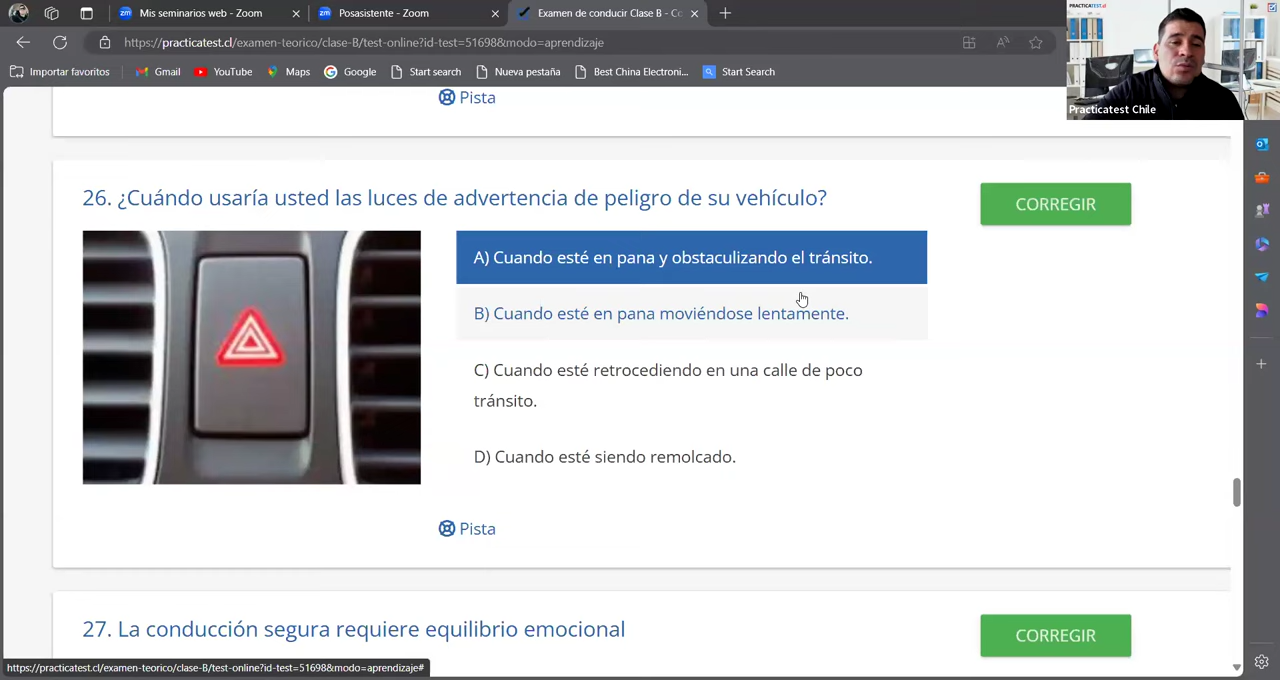 Mis seminarios web - Zoom
Posasistente - Zoom
Examen de conducir Clase B - Co
https://practicatest.cl/examen-teorico/clase-B/test-online?id-test=51698&modo=aprendizaje
Importar favoritos
Gmail
YouTube
Maps
Google
Start search
Nueva pestaña
Best China Electroni...
Start Search
PRACTICATEST.cl
Practicatest Chile
Pista
26. ¿Cuándo usaría usted las luces de advertencia de peligro de su vehículo?
CORREGIR
A) Cuando esté en pana y obstaculizando el tránsito.
B) Cuando esté en pana moviéndose lentamente.
C) Cuando esté retrocediendo en una calle de poco
tránsito.
D) Cuando esté siendo remolcado.
Pista
27. La conducción segura requiere equilibrio emocional
CORREGIR
https://practicatest.cl/examen-teorico/clase-B/test-online?id-test=51698&modo=aprendizaje#